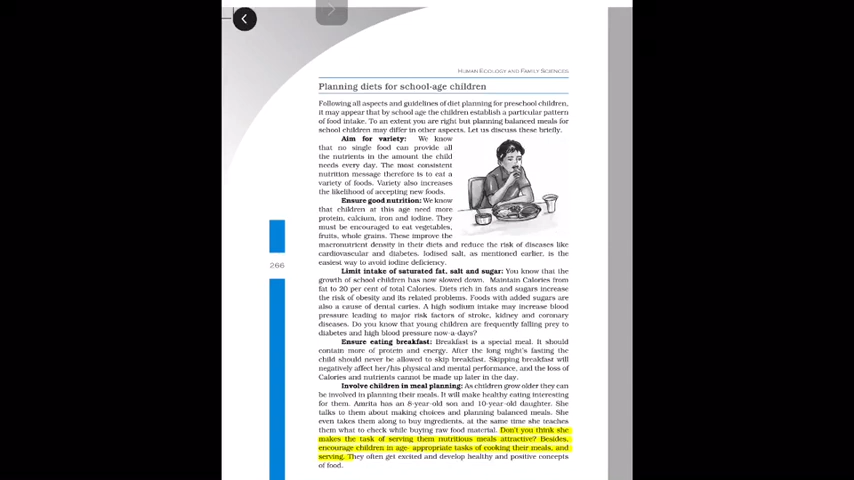 HUMAN ECOLOGY AND FAMILY SCIENCES
Planning diets for school-age children
Following all aspects and guidelines of diet planning for preschool children,
it may appear that by school age the children establish a particular pattern
of food intake. To an extent you are right but planning balanced meals for
school children may differ in other aspects. Let us discuss these briefly.
Aim for variety: We know
that no single food can provide all
the nutrients in the amount the child
needs every day. The most consistent
nutrition message therefore is to eat a
variety of foods. Variety also increases
the likelihood of accepting new foods.
Ensure good nutrition: We know
that children at this age need more
protein, calcium, iron and iodine. They
must be encouraged to eat vegetables,
fruits, whole grains. These improve the
macronutrient density in their diets and reduce the risk of diseases like
cardiovascular and diabetes. Iodised salt, as mentioned earlier, is the
easiest way to avoid iodine deficiency.
266
Limit intake of saturated fat, salt and sugar: You know that the
growth of school children has now slowed down. Maintain Calories from
fat to 20 per cent of total Calories. Diets rich in fats and sugars increase
the risk of obesity and its related problems. Foods with added sugars are
also a cause of dental caries. A high sodium intake may increase blood
pressure leading to major risk factors of stroke, kidney and coronary
diseases. Do you know that young children are frequently falling prey to
diabetes and high blood pressure now-a-days?
Ensure eating breakfast: Breakfast is a special meal. It should
contain more of protein and energy. After the long night's fasting the
child should never be allowed to skip breakfast. Skipping breakfast will
negatively affect her/his physical and mental performance, and the loss of
Calories and nutrients cannot be made up later in the day.
Involve children in meal planning: As children grow older they can
be involved in planning their meals. It will make healthy eating interesting
for them. Amrita has an 8-year-old son and 10-year-old daughter. She
talks to them about making choices and planning balanced meals. She
even takes them along to buy ingredients, at the same time she teaches
them what to check while buying raw food material. Don't you think she
makes the task of serving them nutritious meals attractive? Besides,
encourage children in age- appropriate tasks of cooking their meals, and
serving. They often get excited and develop healthy and positive concepts
of food.